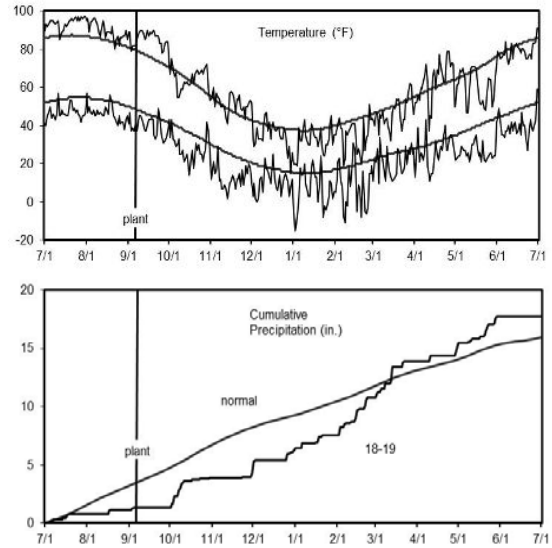 100
Temperature (°F)
80
60
40
20
0
plant
-20
7/1 8/1 9/1 10/1 11/1 12/1 1/1 2/1 3/1 4/1 5/1 6/1 7/1
20
Cumulative
Precipitation (in.)
15
normal
10
plant
18-19
5
0
7/1 8/1 9/1 10/1 11/1 12/1 1/1 2/1 3/1 4/1 5/1 6/1 7/1